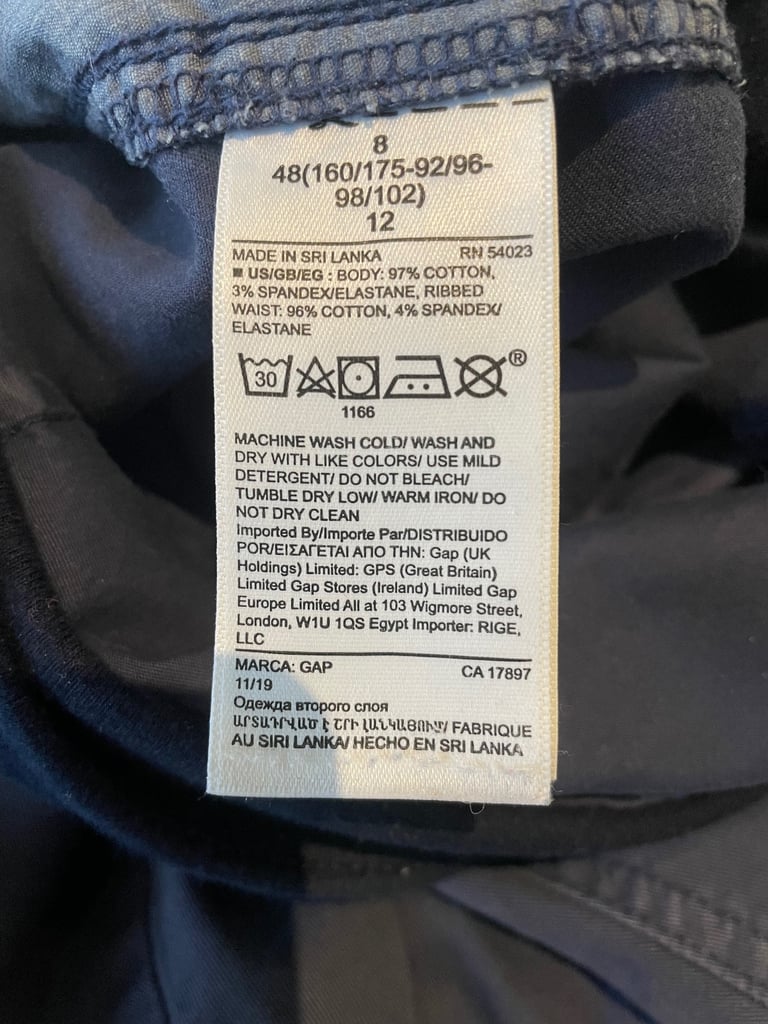 8
48(160/175-92/96-
98/102)
12
MADE IN SRI LANKA RN 54023
■ US/GB/EG : BODY: 97% COTTON,
3% SPANDEX/ELASTANE, RIBBED
WAIST: 96% COTTON, 4% SPANDEX/
ELASTANE
30
®
1166
MACHINE WASH COLD/ WASH AND
DRY WITH LIKE COLORS/ USE MILD
DETERGENT/ DO NOT BLEACH/
TUMBLE DRY LOW/ WARM IRON/ DO
NOT DRY CLEAN
Imported By/Importe Par/DISTRIBUIDO
POR/ΕΙΣΑΓΕΤΑΙ ΑΠΟ ΤΗΝ: Gap (UK
Holdings) Limited: GPS (Great Britain)
Limited Gap Stores (Ireland) Limited Gap
Europe Limited All at 103 Wigmore Street,
London, W1U 1QS Egypt Importer: RIGE,
LLC
MARCA: GAP CA 17897
11/19
Одежда второго слоя
ԱՐՏԱԴՐՎԱԾ Է ՇՐԻ ԼԱՆԿԱՅՈՒՄ/ FABRIQUE
AU SIRI LANKA/ HECHO EN SRI LANKA